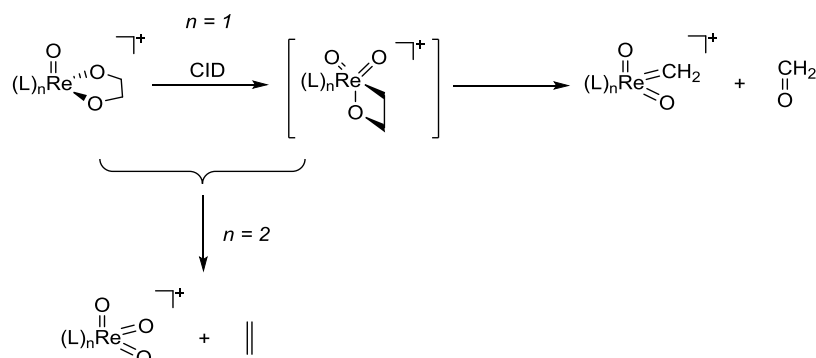 n = 1
CID
O
(L)nRe
O
O
+
O
O
(L)nRe
O
+
O
(L)nRe
CH2
O
+
+
CH2
O
n = 2
O
(L)nRe
O
O
+
+